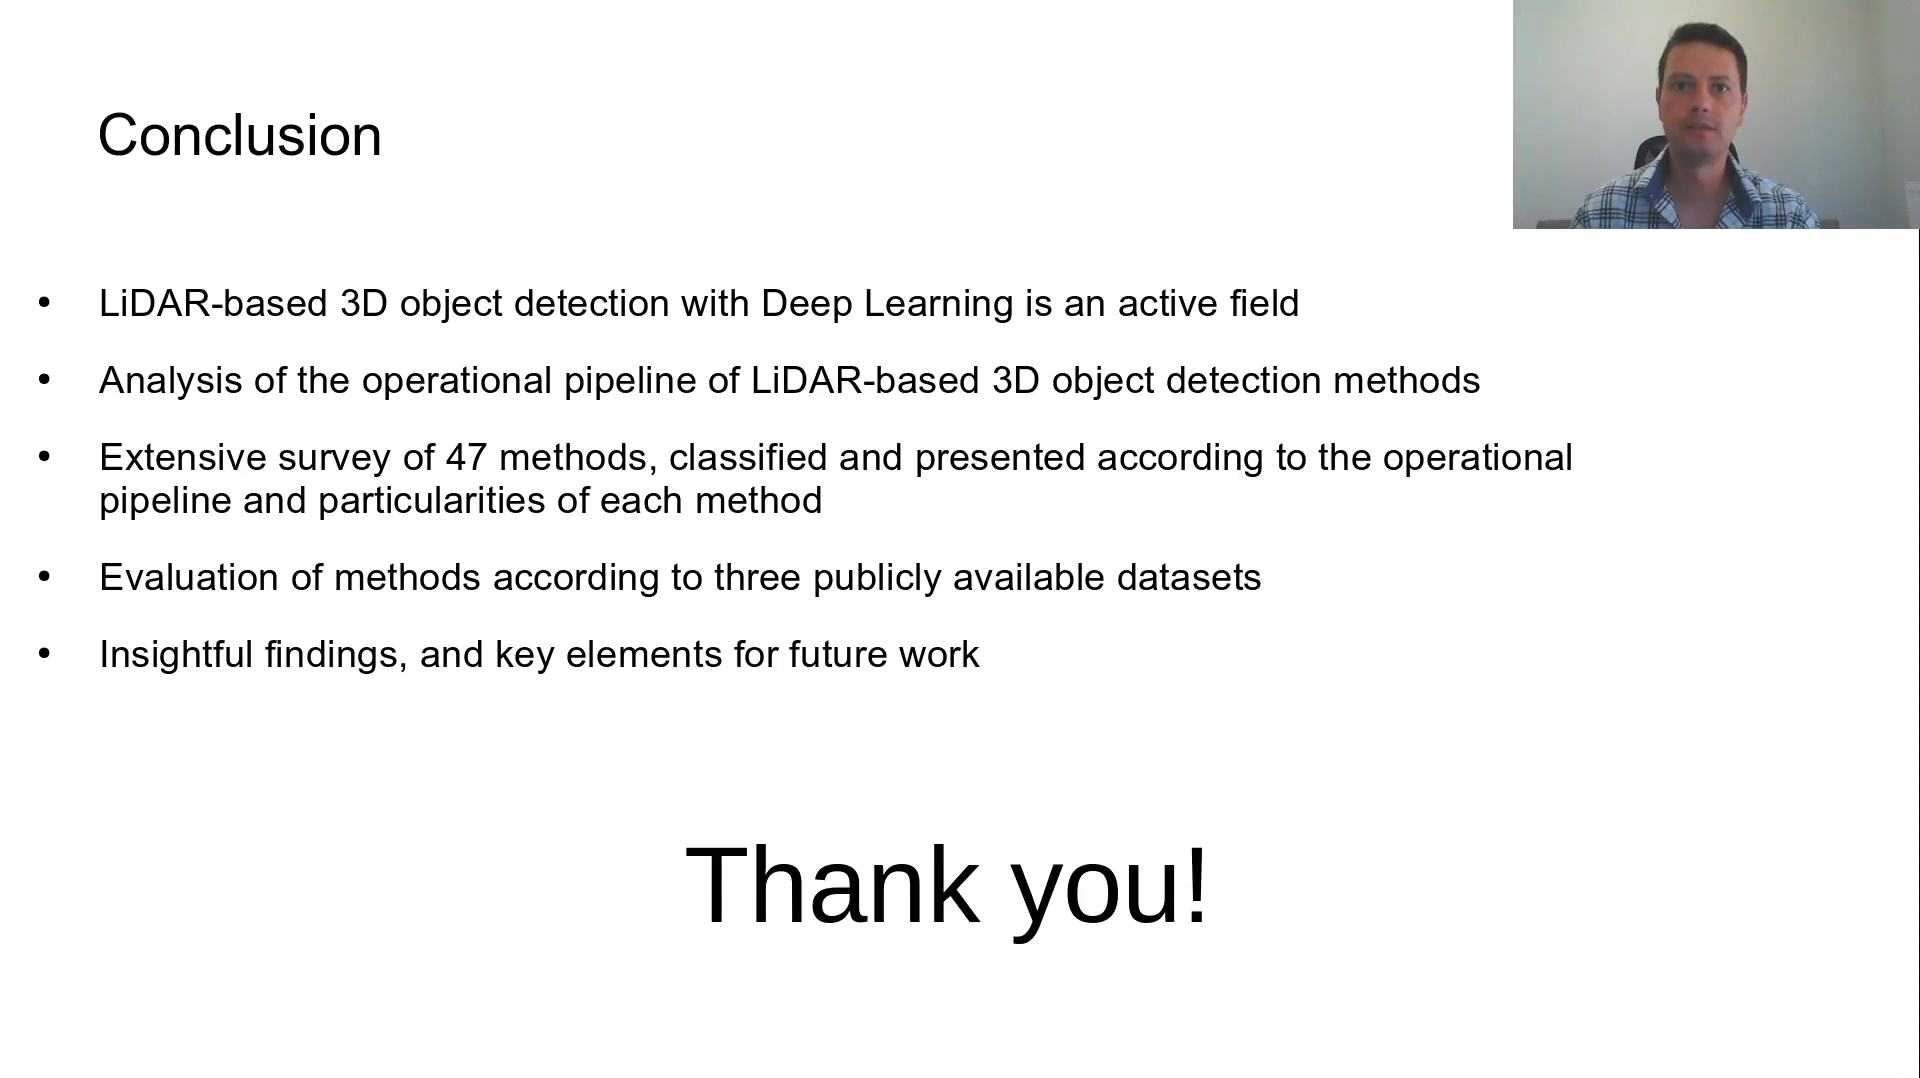 Conclusion
• LiDAR-based 3D object detection with Deep Learning is an active field
• Analysis of the operational pipeline of LiDAR-based 3D object detection methods
• Extensive survey of 47 methods, classified and presented according to the operational
pipeline and particularities of each method
• Evaluation of methods according to three publicly available datasets
• Insightful findings, and key elements for future work
Thank you!